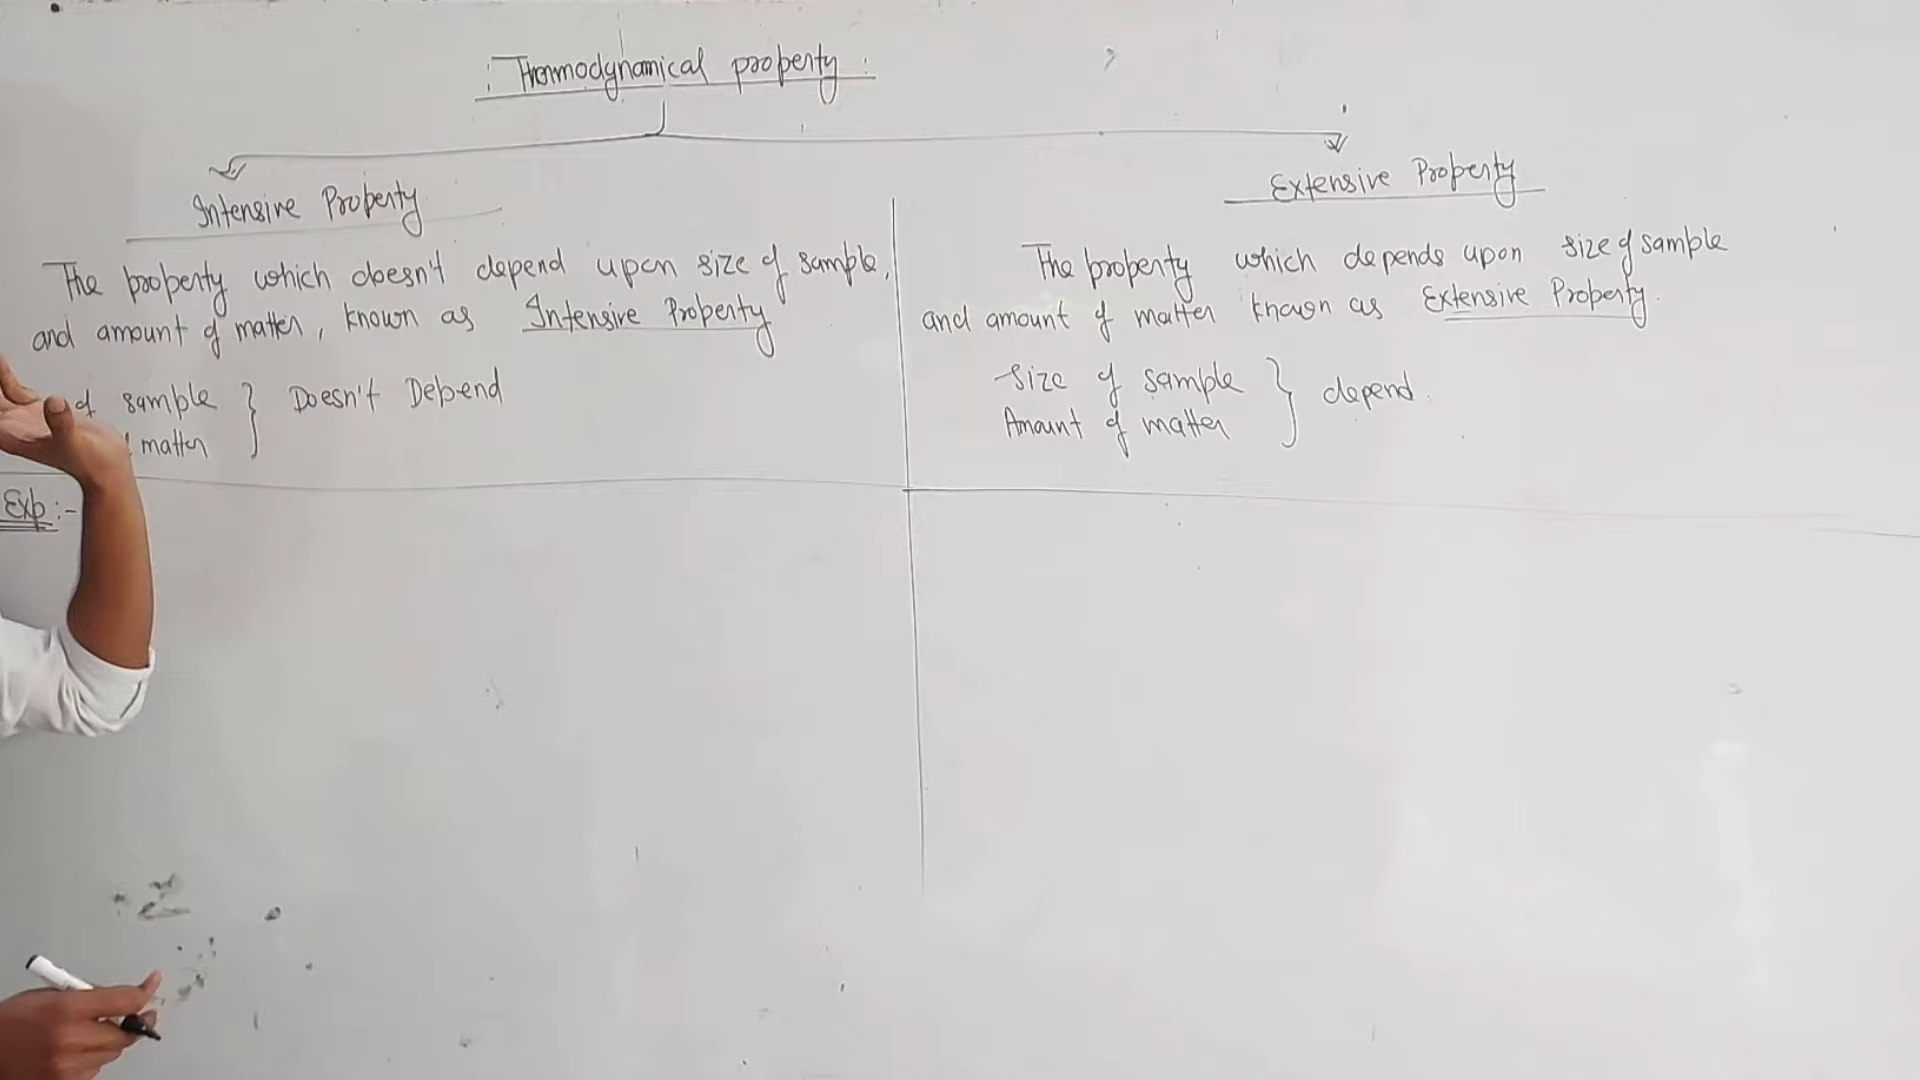 : Thermodynamical property :
Intensive Property
The property which doesn't depend upon size of sample,
and amount of matter, known as Intensive Property
of sample } Doesn't Depend
matter
Exp :-
Extensive Property
The property which depends upon size of sample
and amount of matter known as Extensive Property.
Size of sample } depend.
Amount of matter